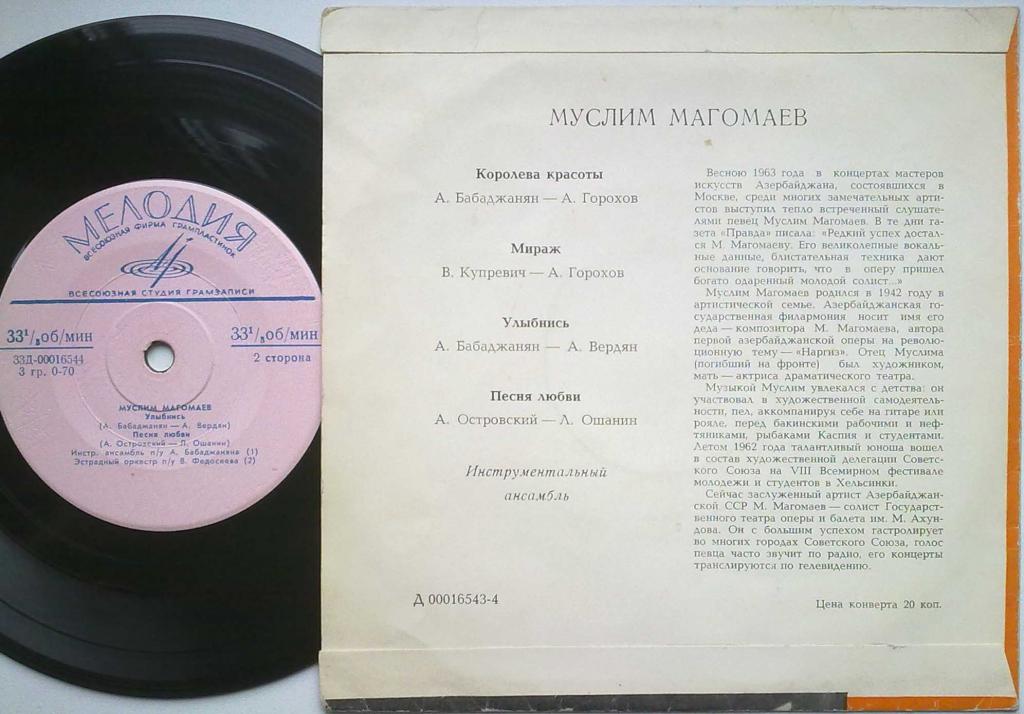 МЕЛОДИЯ
ВСЕСОЮЗНАЯ ФИРМА ГРАМПЛАСТИНОК
ВСЕСОЮЗНАЯ СТУДИЯ ГРАМЗАПИСИ
33¹/₃об/мин
33¹/₃об/мин
33Д-00016544
3 гр. 0-70
2 сторона
МУСЛИМ МАГОМАЕВ
Улыбнись
(А. Бабаджанян — А. Вердян)
Песня любви
(А. Островский — Л. Ошанин)
Инстр. ансамбль п/у А. Бабаджаняна (1)
Эстрадный оркестр п/у В. Федосеева (2)
МУСЛИМ МАГОМАЕВ
Королева красоты
А. Бабаджанян — А. Горохов
Мираж
В. Купревич — А. Горохов
Улыбнись
А. Бабаджанян — А. Вердян
Песня любви
А. Островский — Л. Ошанин
Инструментальный
ансамбль
Д 00016543-4
Весною 1963 года в концертах мастеров
искусств Азербайджана, состоявшихся в
Москве, среди многих замечательных арти-
стов выступил тепло встреченный слушате-
лями певец Муслим Магомаев. В те дни га-
зета «Правда» писала: «Редкий успех достал-
ся М. Магомаеву. Его великолепные вокаль-
ные данные, блистательная техника дают
основание говорить, что в оперу пришел
богато одаренный молодой солист...»
Муслим Магомаев родился в 1942 году в
артистической семье. Азербайджанская го-
сударственная филармония носит имя его
деда — композитора М. Магомаева, автора
первой азербайджанской оперы на револю-
ционную тему — «Наргиз». Отец Муслима
(погибший на фронте) был художником,
мать — актриса драматического театра.
Музыкой Муслим увлекался с детства: он
участвовал в художественной самодеятель-
ности, пел, аккомпанируя себе на гитаре или
рояле, перед бакинскими рабочими и неф-
тяниками, рыбаками Каспия и студентами.
Летом 1962 года талантливый юноша вошел
в состав художественной делегации Советс-
кого Союза на VIII Всемирном фестивале
молодежи и студентов в Хельсинки.
Сейчас заслуженный артист Азербайджан-
ской ССР М. Магомаев — солист Государст-
венного театра оперы и балета им. М. Ахун-
дова. Он с большим успехом гастролирует
во многих городах Советского Союза, голос
певца часто звучит по радио, его концерты
транслируются по телевидению.
Цена конверта 20 коп.